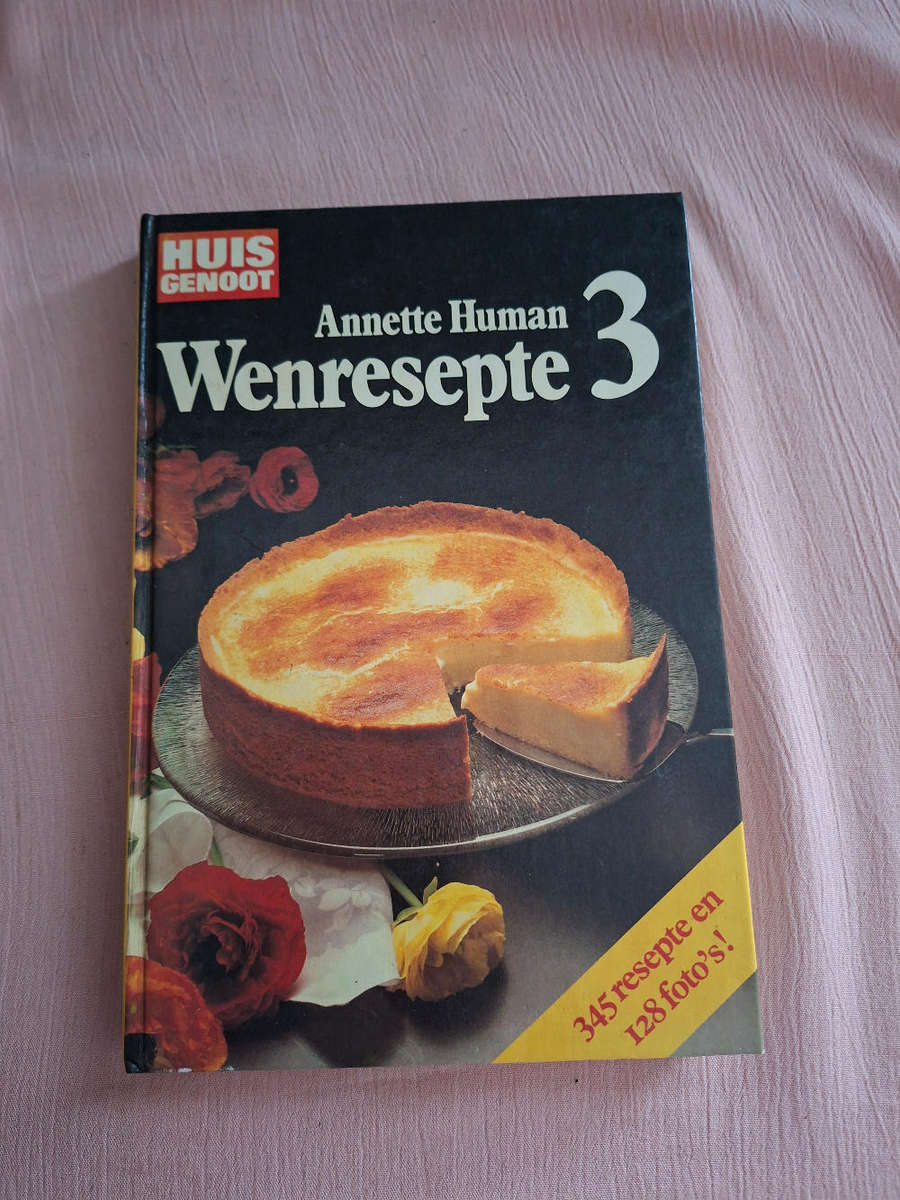 HUIS
GENOOT
Annette Human
Wenresepte 3
345 resepte en
128 foto's!